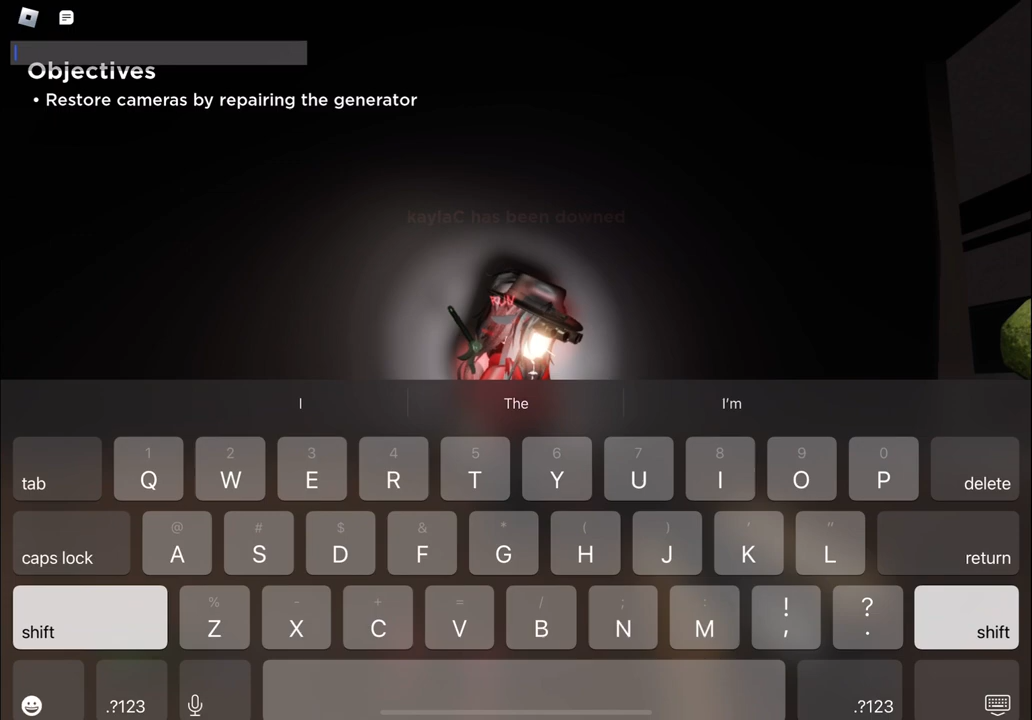 Objectives
• Restore cameras by repairing the generator
kaylaC has been downed
RUN
I The I'm
1 2 3 4 5 6 7 8 9 0
tab Q W E R T Y U I O P delete
@ # $ & * ( ) ' "
caps lock A S D F G H J K L return
% - + = / ; : ! ?
shift Z X C V B N M , . shift
.?123 .?123